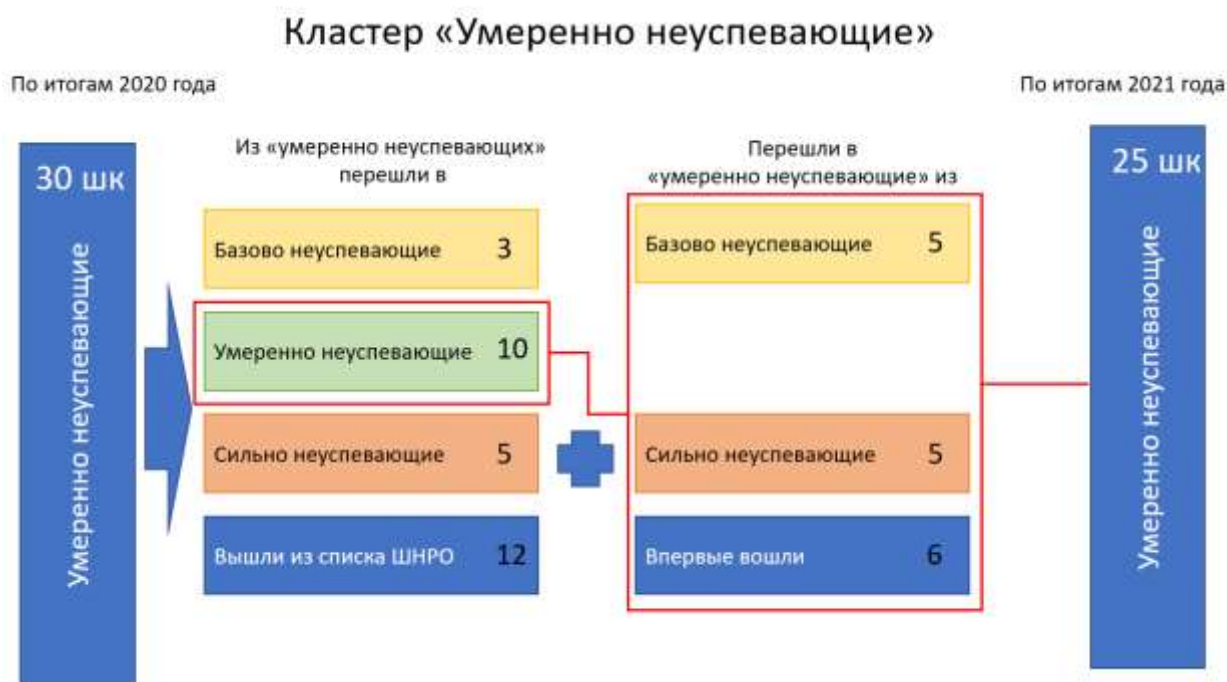 Кластер «Умеренно неуспевающие»
По итогам 2020 года
По итогам 2021 года
30 шк
Умеренно неуспевающие
Из «умеренно неуспевающих»
перешли в
Базово неуспевающие 3
Умеренно неуспевающие 10
Сильно неуспевающие 5
Вышли из списка ШНРО 12
Перешли в
«умеренно неуспевающие» из
Базово неуспевающие 5
Сильно неуспевающие 5
Впервые вошли 6
25 шк
Умеренно неуспевающие